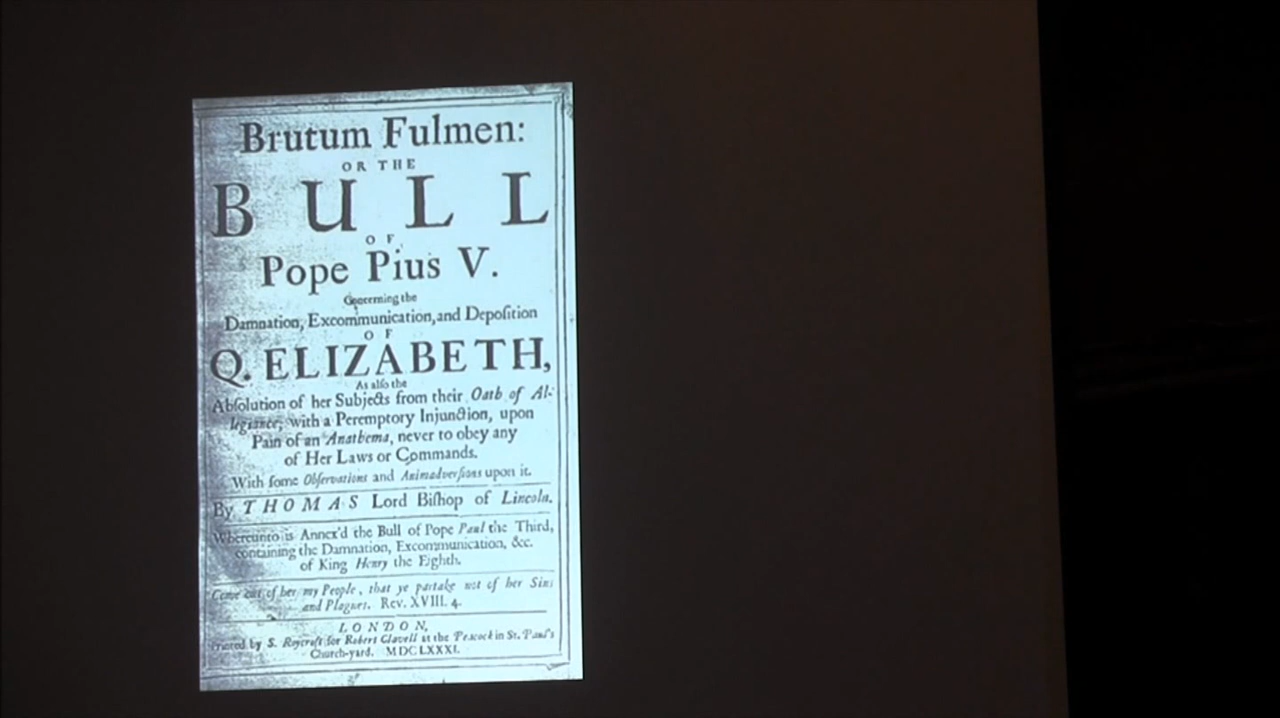 Brutum Fulmen:
OR THE
BULL
OF
Pope Pius V.
Concerning the
Damnation, Excommunication, and Depoſition
OF
Q. ELIZABETH,
As alſo the
Abſolution of her Subjects from their Oath of Al-
legiance, with a Peremptory Injunction, upon
Pain of an Anathema, never to obey any
of Her Laws or Commands.
With ſome Obſervations and Animadverſions upon it.
By THOMAS Lord Biſhop of Lincoln.
Whereunto is Annex'd the Bull of Pope Paul the Third,
containing the Damnation, Excommunication, &c.
of King Henry the Eighth.
Come out of her my People, that ye partake not of her Sins
and Plagues. Rev. XVIII. 4.
LONDON,
Printed by S. Roycroft for Robert Clavell at the Peacock in St. Paul's
Church-yard. MDCLXXXI.